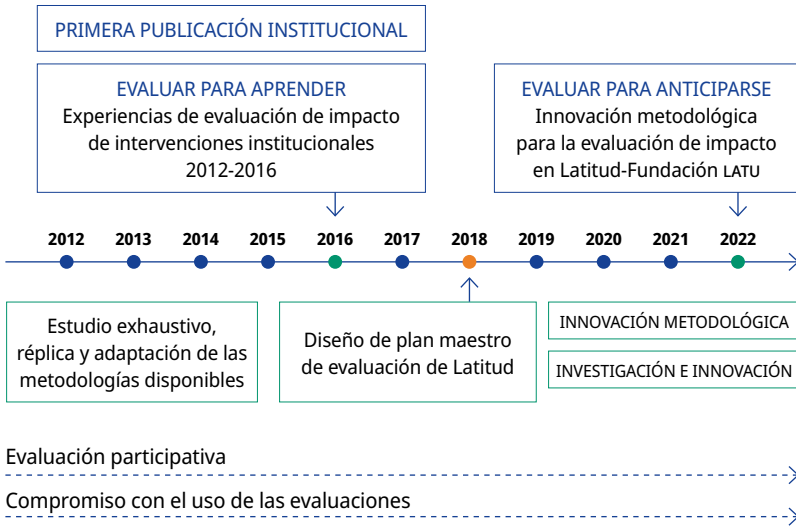 PRIMERA PUBLICACIÓN INSTITUCIONAL
EVALUAR PARA APRENDER
Experiencias de evaluación de impacto
de intervenciones institucionales
2012-2016
EVALUAR PARA ANTICIPARSE
Innovación metodológica
para la evaluación de impacto
en Latitud-Fundación LATU
2012 2013 2014 2015 2016 2017 2018 2019 2020 2021 2022
Estudio exhaustivo,
réplica y adaptación de las
metodologías disponibles
Diseño de plan maestro
de evaluación de Latitud
INNOVACIÓN METODOLÓGICA
INVESTIGACIÓN E INNOVACIÓN
Evaluación participativa
Compromiso con el uso de las evaluaciones